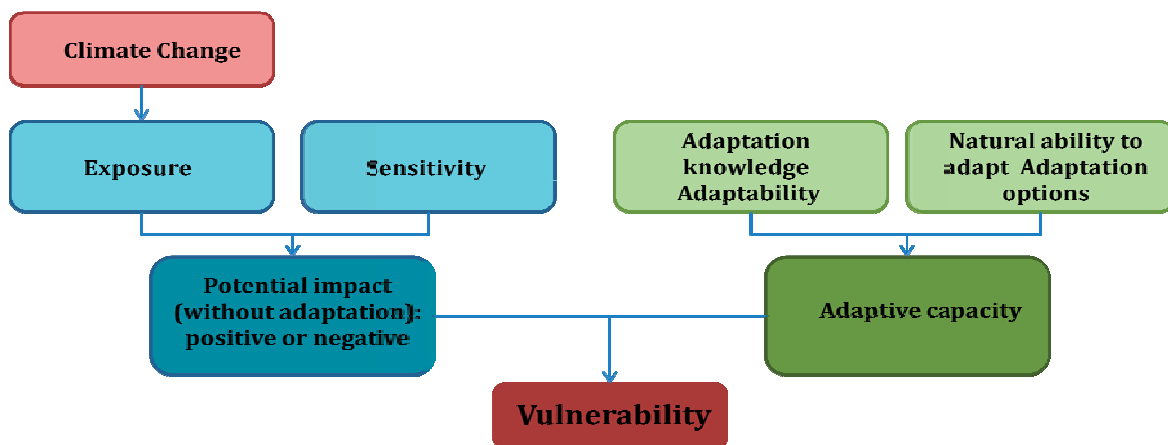 Climate Change
Exposure
Sensitivity
Adaptation
knowledge
Adaptability
Natural ability to
adapt Adaptation
options
Potential impact
(without adaptation):
positive or negative
Adaptive capacity
Vulnerability